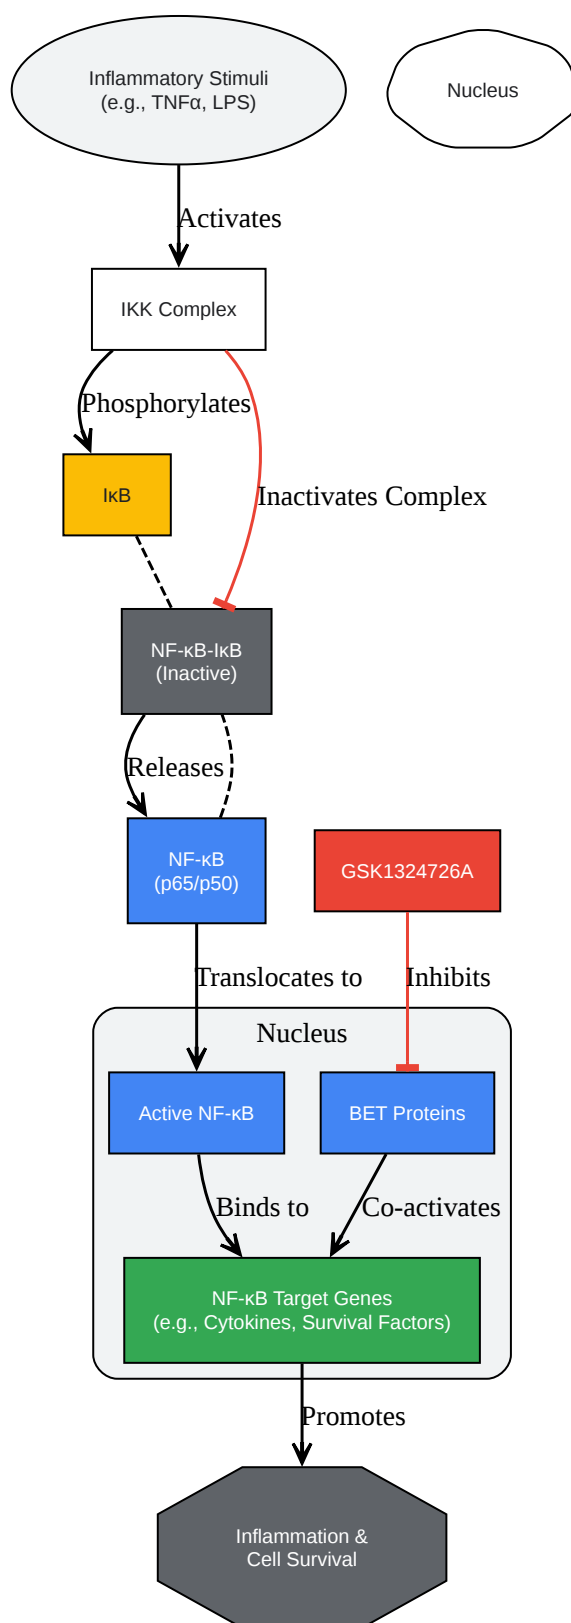 Inflammatory Stimuli
(e.g., TNFα, LPS)
Nucleus
Activates
IKK Complex
Phosphorylates
IκB
Inactivates Complex
NF-κB-IκB
(Inactive)
Releases
NF-κB
(p65/p50)
GSK1324726A
Translocates to
Inhibits
Nucleus
Active NF-κB
BET Proteins
Binds to
Co-activates
NF-κB Target Genes
(e.g., Cytokines, Survival Factors)
Promotes
Inflammation &
Cell Survival